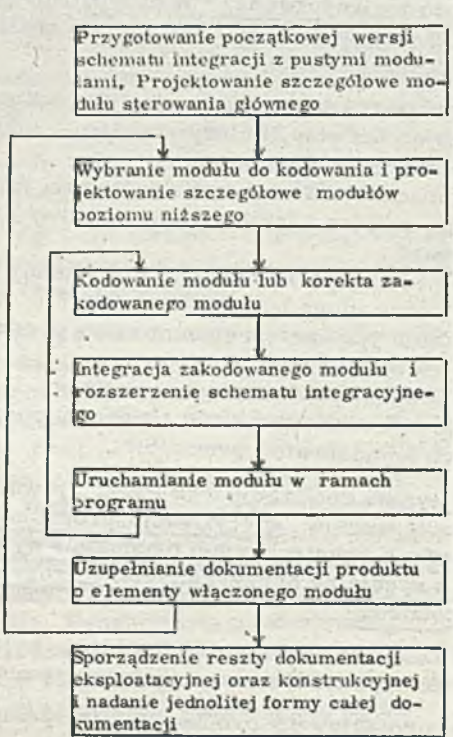 Przygotowanie początkowej wersji
schematu integracji z pustymi modu-
łami. Projektowanie szczegółowe mo-
dułu sterowania głównego
Wybranie modułu do kodowania i pro-
jektowanie szczegółowe modułów
poziomu niższego
Kodowanie modułu lub korekta za-
kodowanego modułu
Integracja zakodowanego modułu i
rozszerzenie schematu integracyjne-
go
Uruchamianie modułu w ramach
programu
Uzupełnianie dokumentacji produktu
o elementy włączonego modułu
Sporządzenie reszty dokumentacji
eksploatacyjnej oraz konstrukcyjnej
i nadanie jednolitej formy całej do-
kumentacji